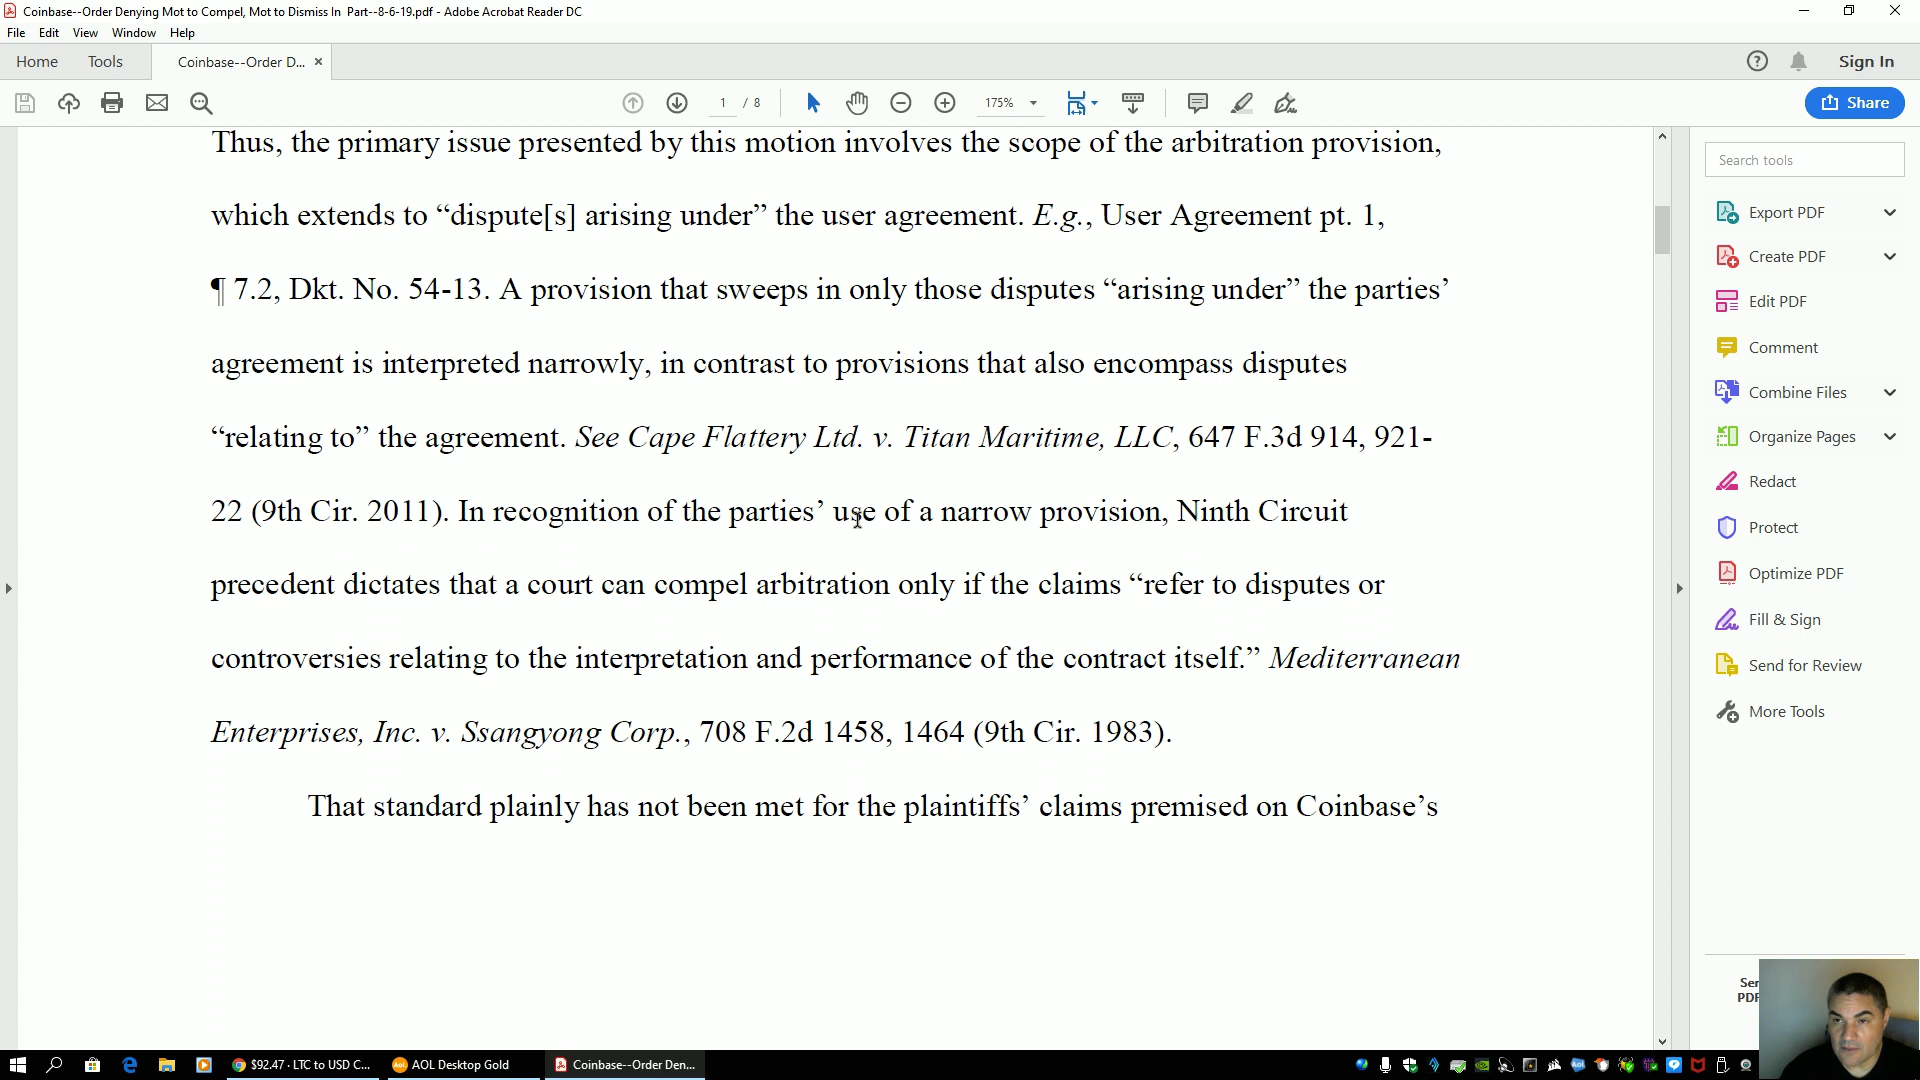 Coinbase--Order Denying Mot to Compel, Mot to Dismiss In  Part--8-6-19.pdf - Adobe Acrobat Reader DC
File Edit View Window Help
Home Tools Coinbase--Order D... × Sign In
1 / 8 175% Share
Thus, the primary issue presented by this motion involves the scope of the arbitration provision,
which extends to “dispute[s] arising under” the user agreement. E.g., User Agreement pt. 1,
¶ 7.2, Dkt. No. 54-13. A provision that sweeps in only those disputes “arising under” the parties’
agreement is interpreted narrowly, in contrast to provisions that also encompass disputes
“relating to” the agreement. See Cape Flattery Ltd. v. Titan Maritime, LLC, 647 F.3d 914, 921-
22 (9th Cir. 2011). In recognition of the parties’ use of a narrow provision, Ninth Circuit
precedent dictates that a court can compel arbitration only if the claims “refer to disputes or
controversies relating to the interpretation and performance of the contract itself.” Mediterranean
Enterprises, Inc. v. Ssangyong Corp., 708 F.2d 1458, 1464 (9th Cir. 1983).
That standard plainly has not been met for the plaintiffs’ claims premised on Coinbase’s
Search tools
Export PDF
Create PDF
Edit PDF
Comment
Combine Files
Organize Pages
Redact
Protect
Optimize PDF
Fill & Sign
Send for Review
More Tools
$92.47 · LTC to USD C... AOL Desktop Gold Coinbase--Order Den...